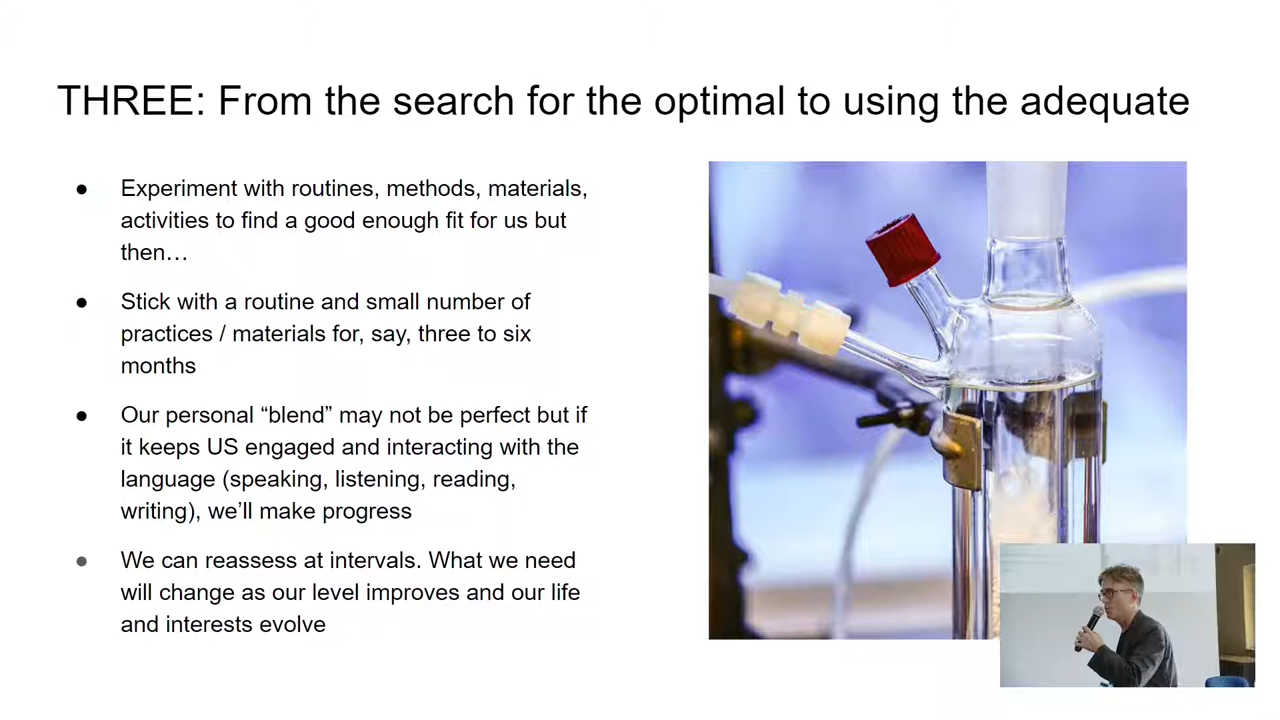 THREE: From the search for the optimal to using the adequate
● Experiment with routines, methods, materials,
activities to find a good enough fit for us but
then…
● Stick with a routine and small number of
practices / materials for, say, three to six
months
● Our personal “blend” may not be perfect but if
it keeps US engaged and interacting with the
language (speaking, listening, reading,
writing), we’ll make progress
● We can reassess at intervals. What we need
will change as our level improves and our life
and interests evolve